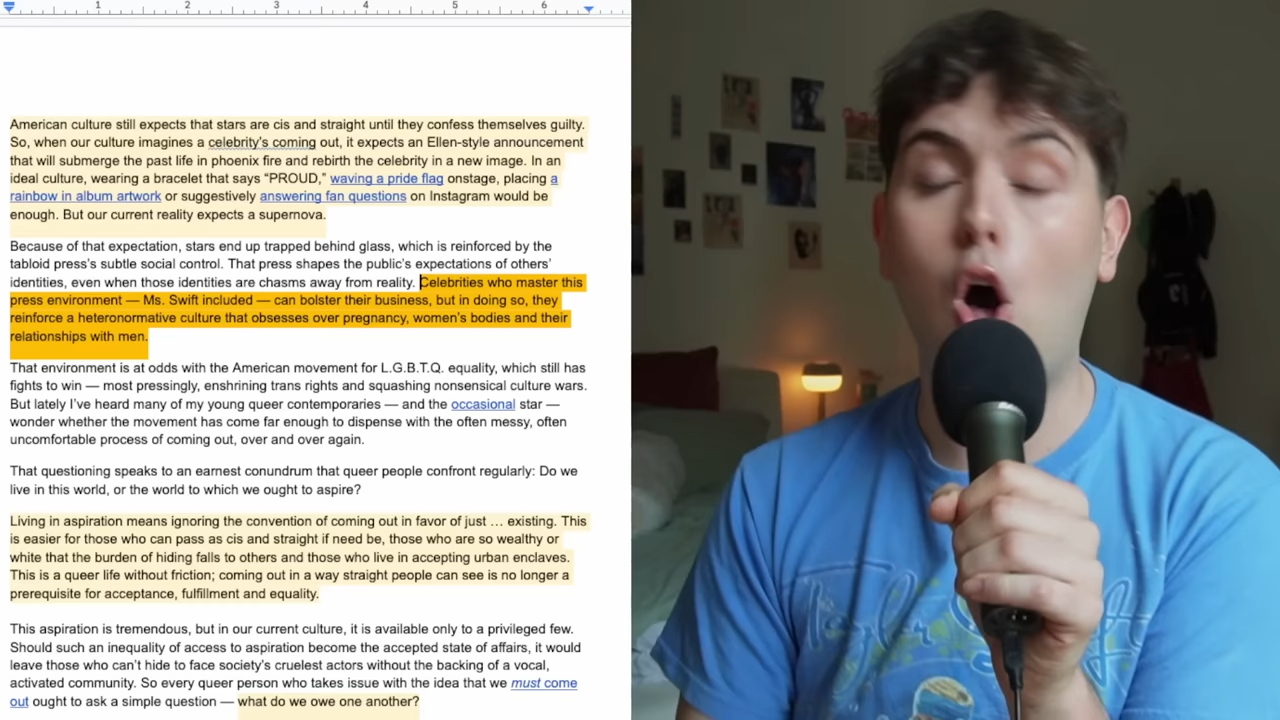 1 2 3 4 5 6
American culture still expects that stars are cis and straight until they confess themselves guilty.
So, when our culture imagines a celebrity's coming out, it expects an Ellen-style announcement
that will submerge the past life in phoenix fire and rebirth the celebrity in a new image. In an
ideal culture, wearing a bracelet that says “PROUD,” waving a pride flag onstage, placing a
rainbow in album artwork or suggestively answering fan questions on Instagram would be
enough. But our current reality expects a supernova.
Because of that expectation, stars end up trapped behind glass, which is reinforced by the
tabloid press’s subtle social control. That press shapes the public’s expectations of others’
identities, even when those identities are chasms away from reality. Celebrities who master this
press environment — Ms. Swift included — can bolster their business, but in doing so, they
reinforce a heteronormative culture that obsesses over pregnancy, women’s bodies and their
relationships with men.
That environment is at odds with the American movement for L.G.B.T.Q. equality, which still has
fights to win — most pressingly, enshrining trans rights and squashing nonsensical culture wars.
But lately I’ve heard many of my young queer contemporaries — and the occasional star —
wonder whether the movement has come far enough to dispense with the often messy, often
uncomfortable process of coming out, over and over again.
That questioning speaks to an earnest conundrum that queer people confront regularly: Do we
live in this world, or the world to which we ought to aspire?
Living in aspiration means ignoring the convention of coming out in favor of just … existing. This
is easier for those who can pass as cis and straight if need be, those who are so wealthy or
white that the burden of hiding falls to others and those who live in accepting urban enclaves.
This is a queer life without friction; coming out in a way straight people can see is no longer a
prerequisite for acceptance, fulfillment and equality.
This aspiration is tremendous, but in our current culture, it is available only to a privileged few.
Should such an inequality of access to aspiration become the accepted state of affairs, it would
leave those who can’t hide to face society’s cruelest actors without the backing of a vocal,
activated community. So every queer person who takes issue with the idea that we must come
out ought to ask a simple question — what do we owe one another?
Taylor Swift